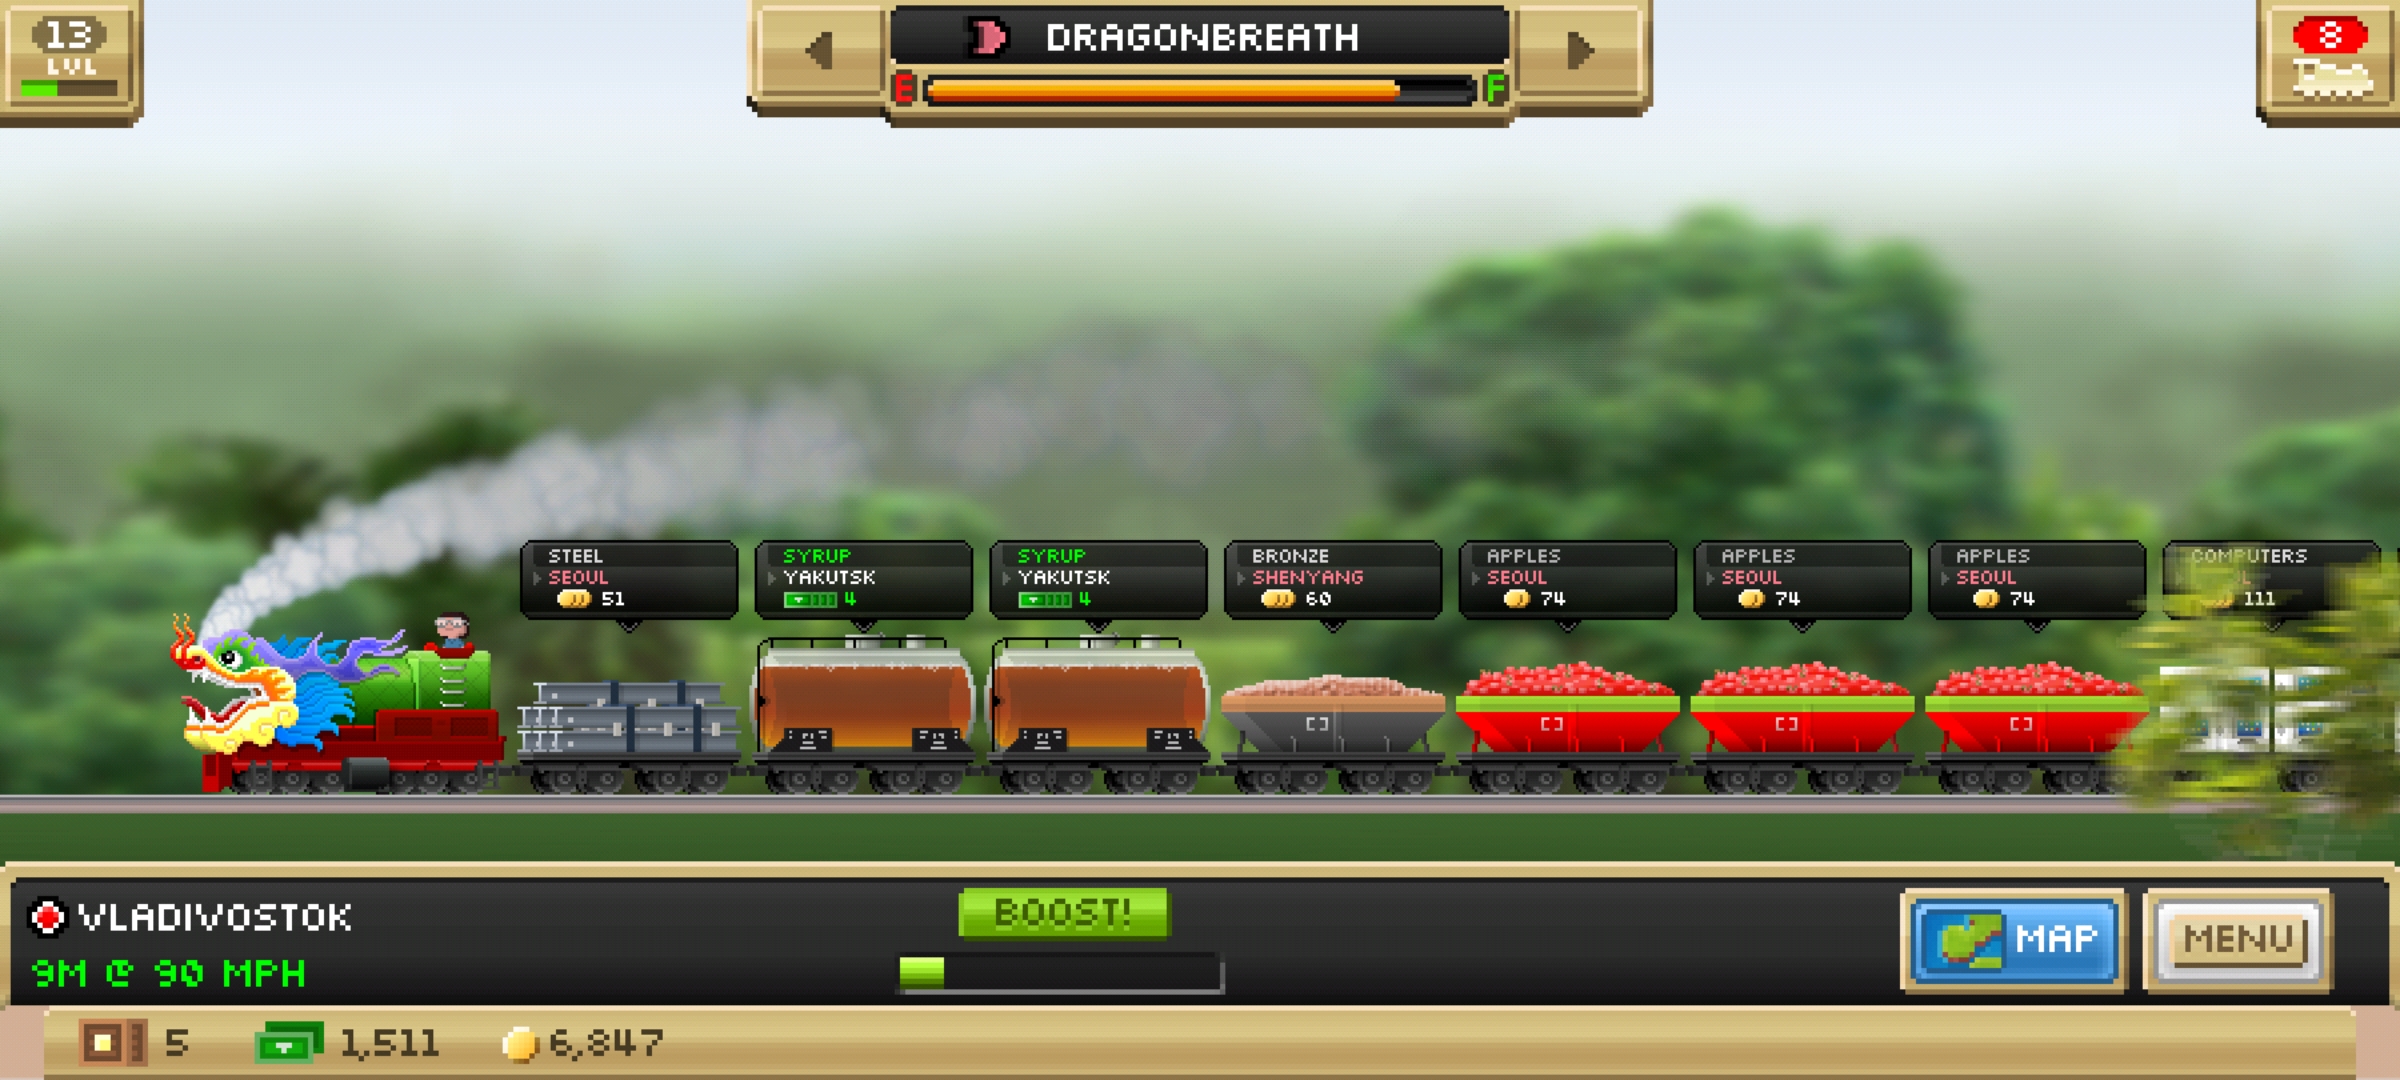 13
LVL
DRAGONBREATH
E F
8
STEEL
SEOUL
51
SYRUP
YAKUTSK
4
SYRUP
YAKUTSK
4
BRONZE
SHENYANG
60
APPLES
SEOUL
74
APPLES
SEOUL
74
APPLES
SEOUL
74
COMPUTERS
111
VLADIVOSTOK
9M @ 90 MPH
BOOST!
MAP
MENU
5
1,511
6,847